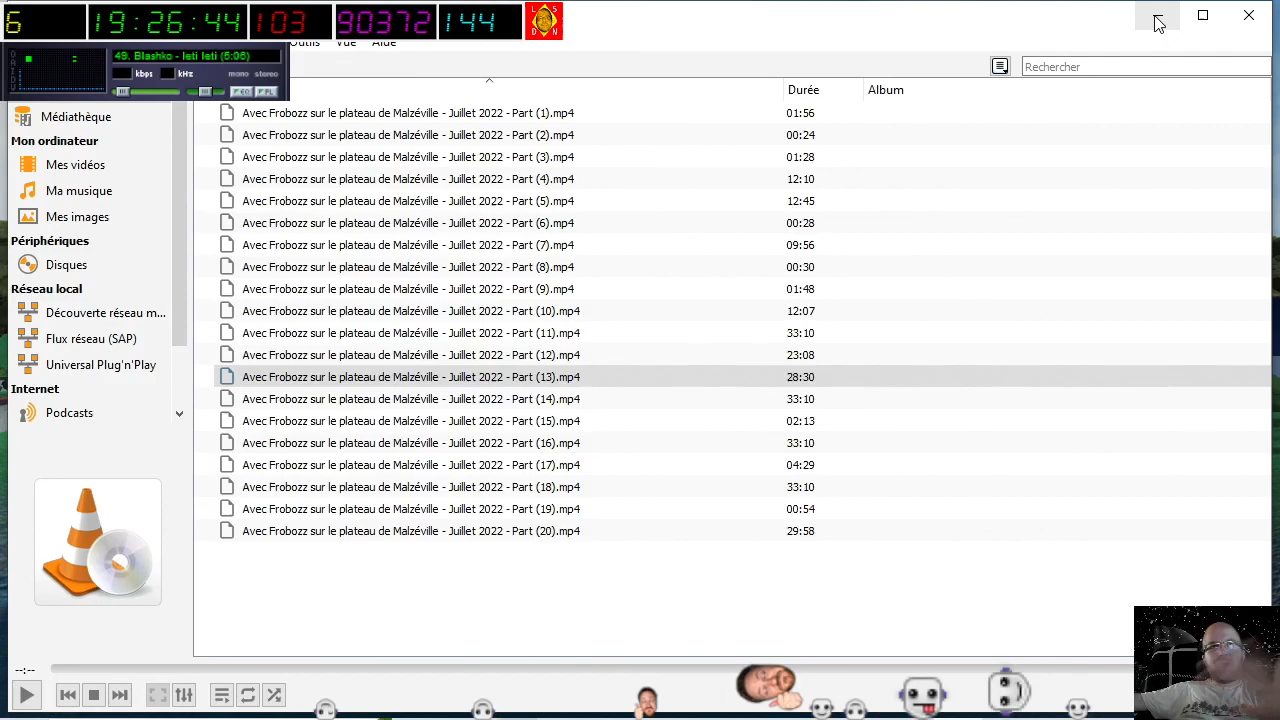 6 19:26:44 103 90372 144 S D N
Outils Vue Aide
O A I D V
49. Blashko - leti leti (5:06)
kbps kHz mono stereo
EQ PL
Rechercher
Durée Album
Médiathèque
Mon ordinateur
Mes vidéos
Ma musique
Mes images
Périphériques
Disques
Réseau local
Découverte réseau m...
Flux réseau (SAP)
Universal Plug'n'Play
Internet
Podcasts
Avec Frobozz sur le plateau de Malzéville - Juillet 2022 - Part (1).mp4 01:56
Avec Frobozz sur le plateau de Malzéville - Juillet 2022 - Part (2).mp4 00:24
Avec Frobozz sur le plateau de Malzéville - Juillet 2022 - Part (3).mp4 01:28
Avec Frobozz sur le plateau de Malzéville - Juillet 2022 - Part (4).mp4 12:10
Avec Frobozz sur le plateau de Malzéville - Juillet 2022 - Part (5).mp4 12:45
Avec Frobozz sur le plateau de Malzéville - Juillet 2022 - Part (6).mp4 00:28
Avec Frobozz sur le plateau de Malzéville - Juillet 2022 - Part (7).mp4 09:56
Avec Frobozz sur le plateau de Malzéville - Juillet 2022 - Part (8).mp4 00:30
Avec Frobozz sur le plateau de Malzéville - Juillet 2022 - Part (9).mp4 01:48
Avec Frobozz sur le plateau de Malzéville - Juillet 2022 - Part (10).mp4 12:07
Avec Frobozz sur le plateau de Malzéville - Juillet 2022 - Part (11).mp4 33:10
Avec Frobozz sur le plateau de Malzéville - Juillet 2022 - Part (12).mp4 23:08
Avec Frobozz sur le plateau de Malzéville - Juillet 2022 - Part (13).mp4 28:30
Avec Frobozz sur le plateau de Malzéville - Juillet 2022 - Part (14).mp4 33:10
Avec Frobozz sur le plateau de Malzéville - Juillet 2022 - Part (15).mp4 02:13
Avec Frobozz sur le plateau de Malzéville - Juillet 2022 - Part (16).mp4 33:10
Avec Frobozz sur le plateau de Malzéville - Juillet 2022 - Part (17).mp4 04:29
Avec Frobozz sur le plateau de Malzéville - Juillet 2022 - Part (18).mp4 33:10
Avec Frobozz sur le plateau de Malzéville - Juillet 2022 - Part (19).mp4 00:54
Avec Frobozz sur le plateau de Malzéville - Juillet 2022 - Part (20).mp4 29:58
--:--